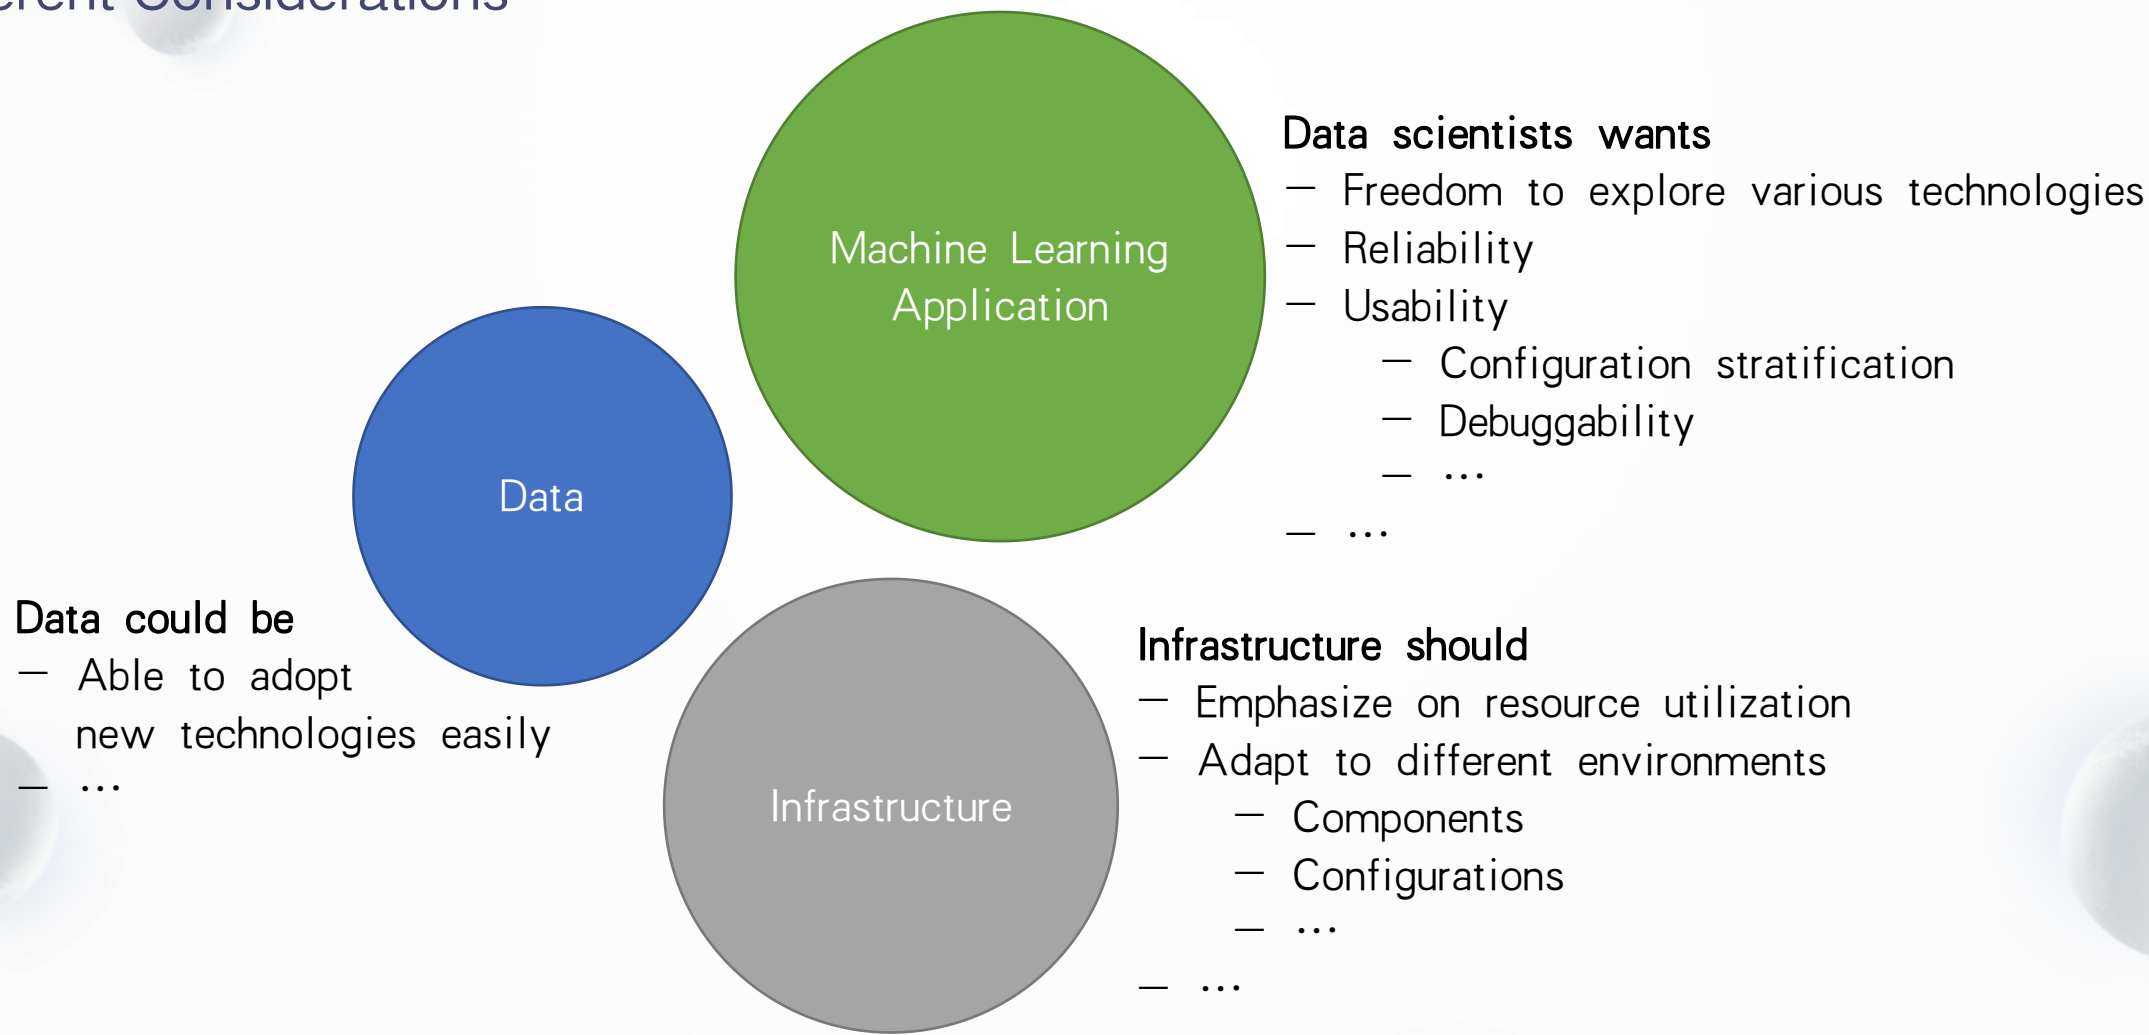 Considerations
Machine Learning
Application
Data scientists wants
— Freedom to explore various technologies
— Reliability
— Usability
— Configuration stratification
— Debuggability
— ...
— ...
Data
Data could be
— Able to adopt
new technologies easily
— ...
Infrastructure
Infrastructure should
— Emphasize on resource utilization
— Adapt to different environments
— Components
— Configurations
— ...
— ...